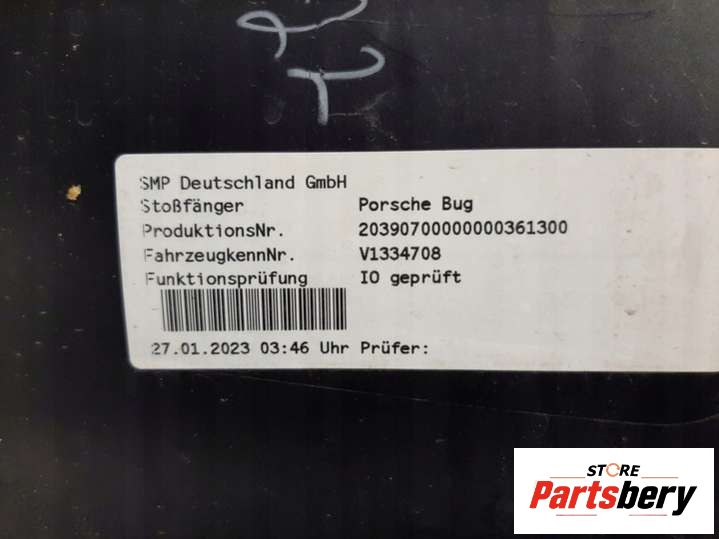 SMP Deutschland GmbH
Stoßfänger Porsche Bug
ProduktionsNr. 20390700000000361300
FahrzeugkennNr. V1334708
Funktionsprüfung IO geprüft
27.01.2023 03:46 Uhr Prüfer:
STORE
Partsbery